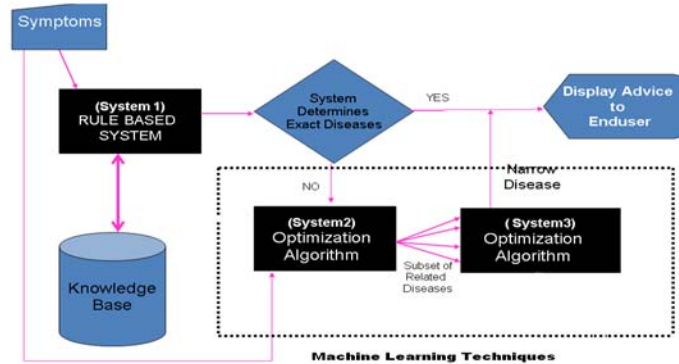 Symptoms
(System 1)
RULE BASED
SYSTEM
System
Determines
Exact Diseases
YES
Display Advice
to
Enduser
NO
Narrow
Disease
(System2)
Optimization
Algorithm
(System3)
Optimization
Algorithm
Subset of
Related
Diseases
Knowledge
Base
Machine Learning Techniques